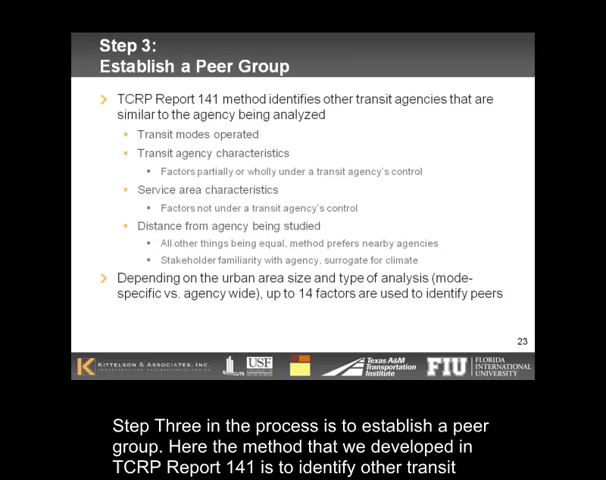 Step 3:
Establish a Peer Group
TCRP Report 141 method identifies other transit agencies that are
similar to the agency being analyzed
Transit modes operated
Transit agency characteristics
Factors partially or wholly under a transit agency's control
Service area characteristics
Factors not under a transit agency's control
Distance from agency being studied
All other things being equal, method prefers nearby agencies
Stakeholder familiarity with agency, surrogate for climate
Depending on the urban area size and type of analysis (mode-
specific vs. agency wide), up to 14 factors are used to identify peers
23
KITTELSON & ASSOCIATES, INC.
CUTR
USF
Texas A&M
Transportation
Institute
FIU
FLORIDA
INTERNATIONAL
UNIVERSITY
Step Three in the process is to establish a peer
group. Here the method that we developed in
TCRP Report 141 is to identify other transit